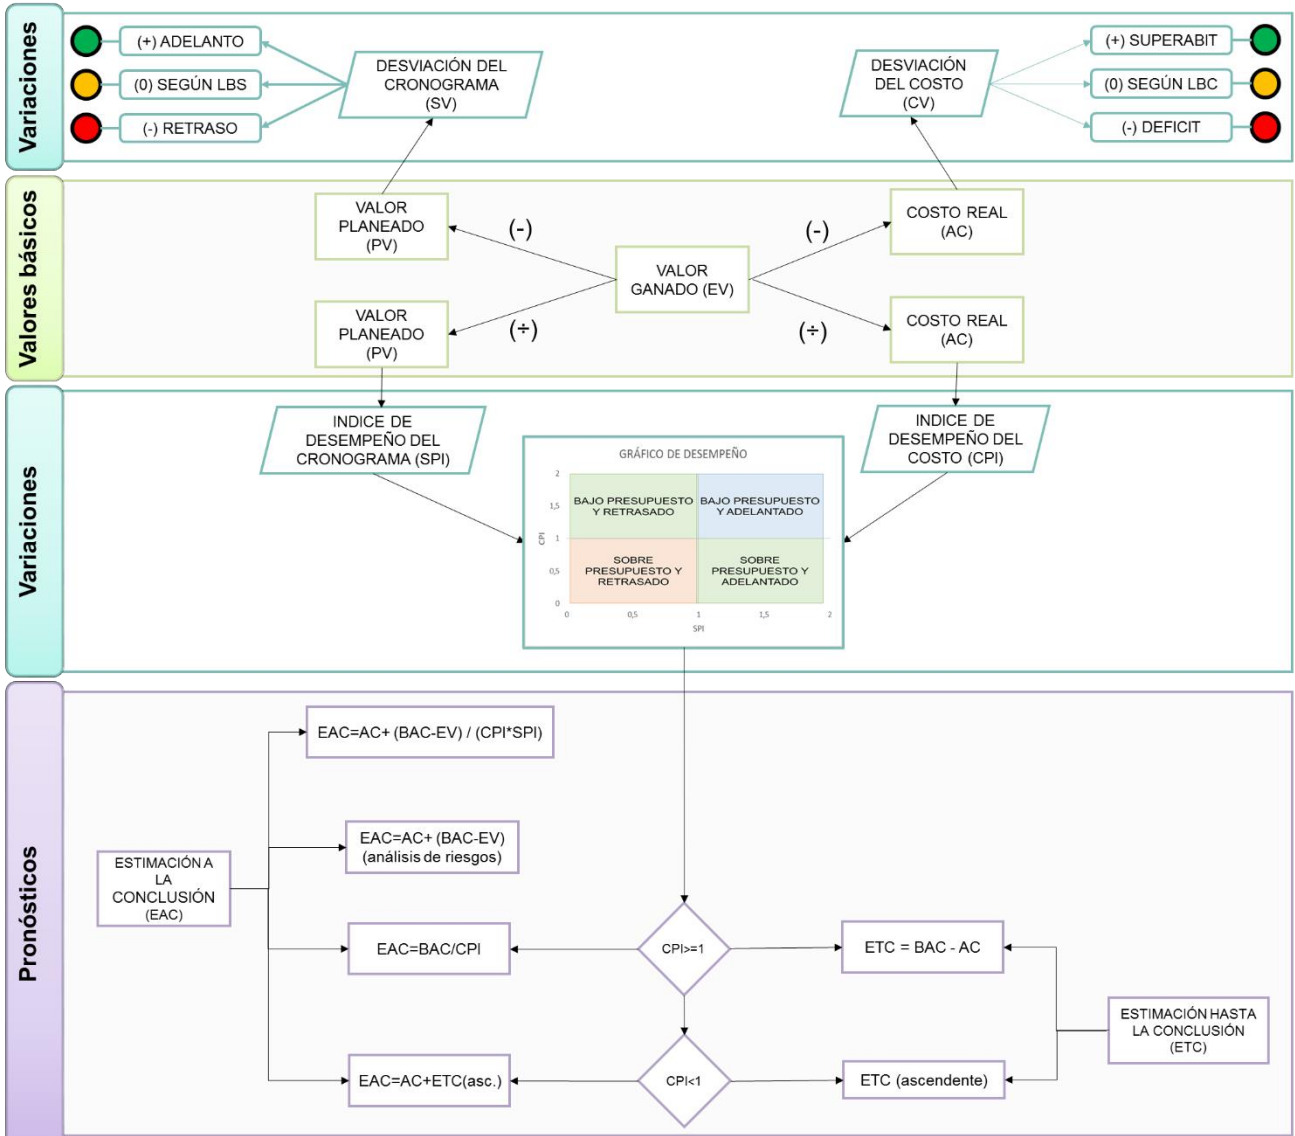 Variaciones
(+) ADELANTO
(0) SEGÚN LBS
(-) RETRASO
DESVIACIÓN DEL
CRONOGRAMA
(SV)
DESVIACIÓN
DEL COSTO
(CV)
(+) SUPERABIT
(0) SEGÚN LBC
(-) DEFICIT
Valores básicos
VALOR
PLANEADO
(PV)
(-)
VALOR
GANADO (EV)
(-)
COSTO REAL
(AC)
VALOR
PLANEADO
(PV)
(÷)
(÷)
COSTO REAL
(AC)
Variaciones
INDICE DE
DESEMPEÑO DEL
CRONOGRAMA (SPI)
INDICE DE
DESEMPEÑO DEL
COSTO (CPI)
GRÁFICO DE DESEMPEÑO
2
1,5
1
0,5
0
CPI
BAJO PRESUPUESTO
Y RETRASADO
BAJO PRESUPUESTO
Y ADELANTADO
SOBRE
PRESUPUESTO Y
RETRASADO
SOBRE
PRESUPUESTO Y
ADELANTADO
0
0,5
1
1,5
2
SPI
Pronósticos
EAC=AC+ (BAC-EV) / (CPI*SPI)
EAC=AC+ (BAC-EV)
(análisis de riesgos)
ESTIMACIÓN A
LA
CONCLUSIÓN
(EAC)
EAC=BAC/CPI
CPI>=1
ETC = BAC - AC
ESTIMACIÓN HASTA
LA CONCLUSIÓN
(ETC)
EAC=AC+ETC(asc.)
CPI<1
ETC (ascendente)